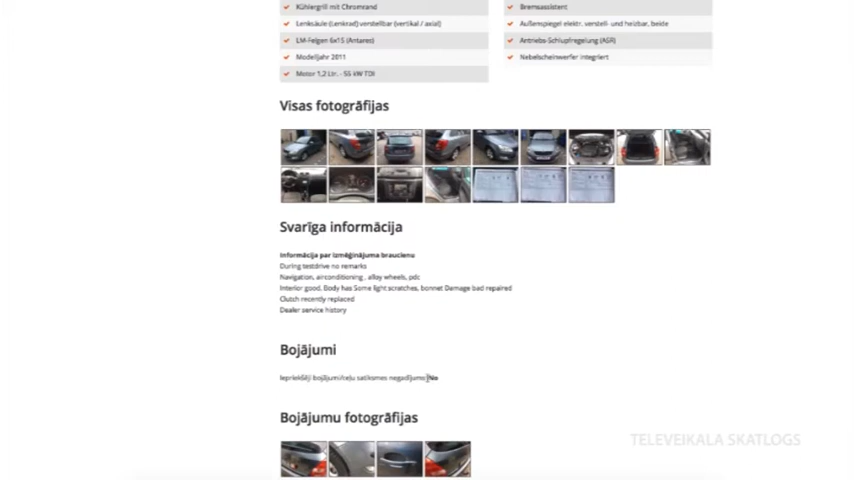 Kühlergrill mit Chromrand
Lenksäule (Lenkrad) verstellbar (vertikal / axial)
LM-Felgen 6x15 (Antares)
Modelljahr 2011
Motor 1,2 Ltr. - 55 kW TDI
Bremsassistent
Außenspiegel elektr. verstell- und heizbar, beide
Antriebs-Schlupfregelung (ASR)
Nebelscheinwerfer integriert
Visas fotogrāfijas
Svarīga informācija
Informācija par izmēģinājuma braucienu
During testdrive no remarks
Navigation, airconditioning , alloy wheels, pdc
Interior good. Body has Some light scratches, bonnet Damage bad repaired
Clutch recently replaced
Dealer service history
Bojājumi
Iepriekšēji bojājumi/ceļu satiksmes negadījums No
Bojājumu fotogrāfijas
TELEVEIKALA SKATLOGS